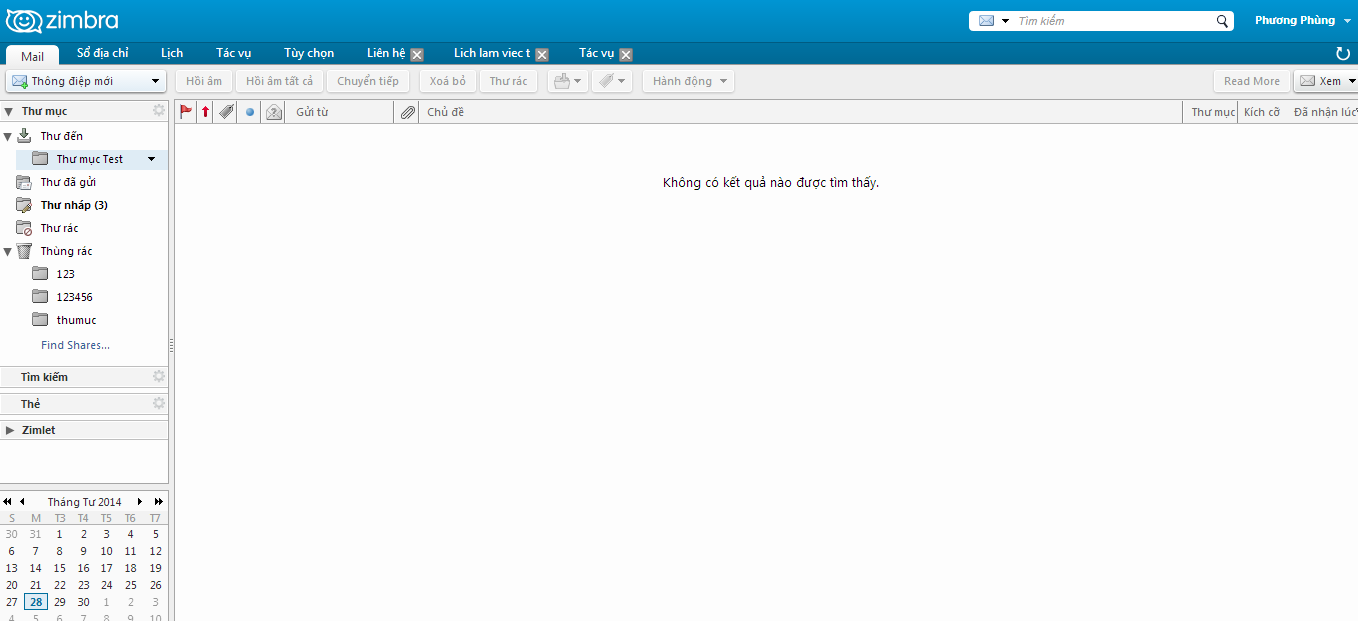 zimbra
Tìm kiếm
Phương Phùng
Mail Sổ địa chỉ Lịch Tác vụ Tùy chọn Liên hệ Lich lam viec t Tác vụ
Thông điệp mới Hồi âm Hồi âm tất cả Chuyển tiếp Xoá bỏ Thư rác Hành động Read More Xem
Thư mục
Gửi từ Chủ đề Thư mục Kích cỡ Đã nhận lúc
Thư đến
Thư mục Test
Thư đã gửi
Thư nháp (3)
Thư rác
Thùng rác
123
123456
thumuc
Find Shares...
Không có kết quả nào được tìm thấy.
Tìm kiếm
Thẻ
Zimlet
Tháng Tư 2014
S M T3 T4 T5 T6 T7
30 31 1 2 3 4 5
6 7 8 9 10 11 12
13 14 15 16 17 18 19
20 21 22 23 24 25 26
27 28 29 30 1 2 3
4 5 6 7 8 9 10